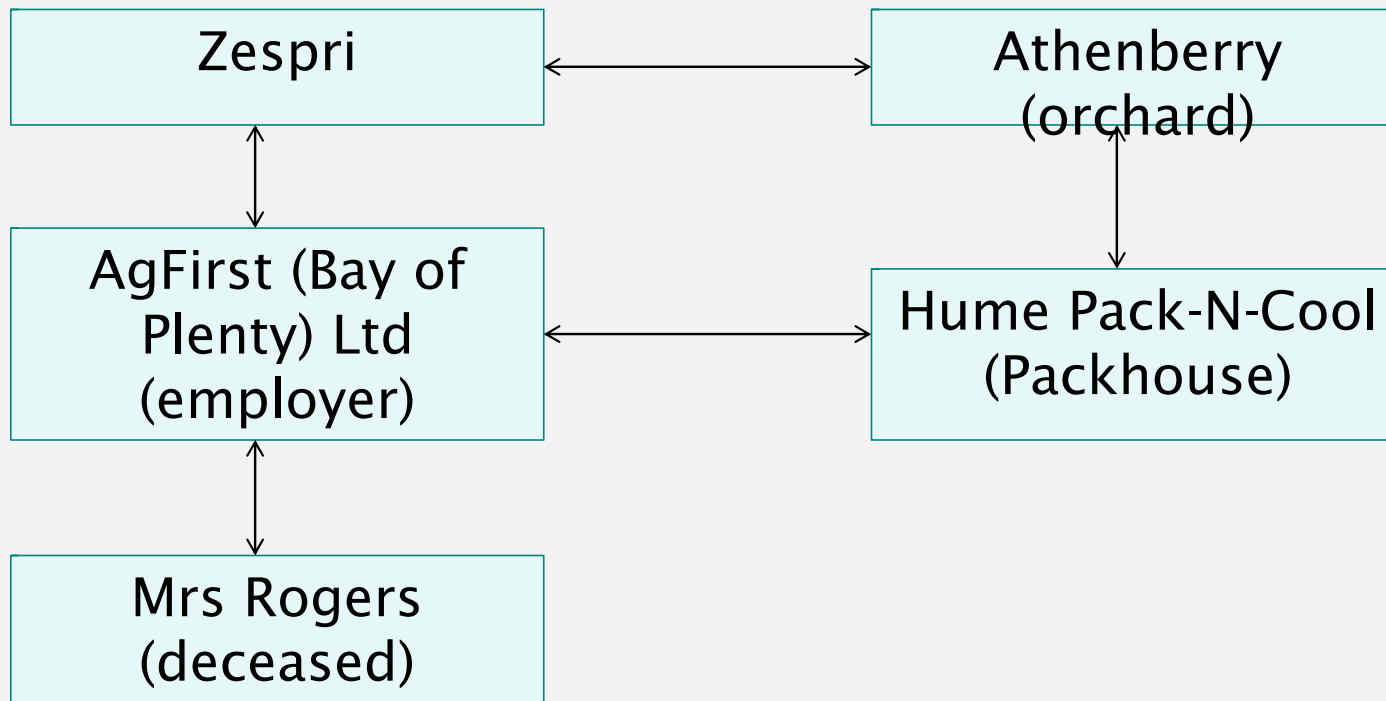 Zespri
Athenberry
(orchard)
AgFirst (Bay of
Plenty) Ltd
(employer)
Hume Pack-N-Cool
(Packhouse)
Mrs Rogers
(deceased)